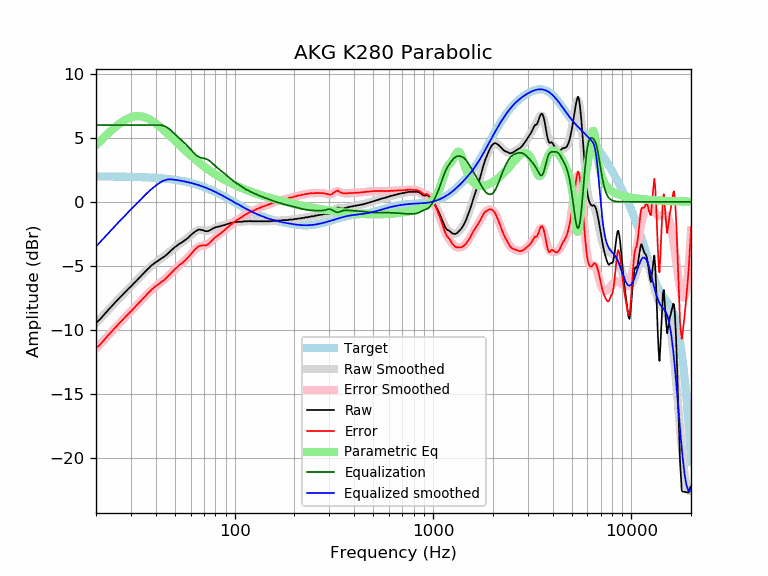 AKG K280 Parabolic
10
5
0
−5
−10
−15
−20
Amplitude (dBr)
Target
Raw Smoothed
Error Smoothed
Raw
Error
Parametric Eq
Equalization
Equalized smoothed
100
1000
10000
Frequency (Hz)